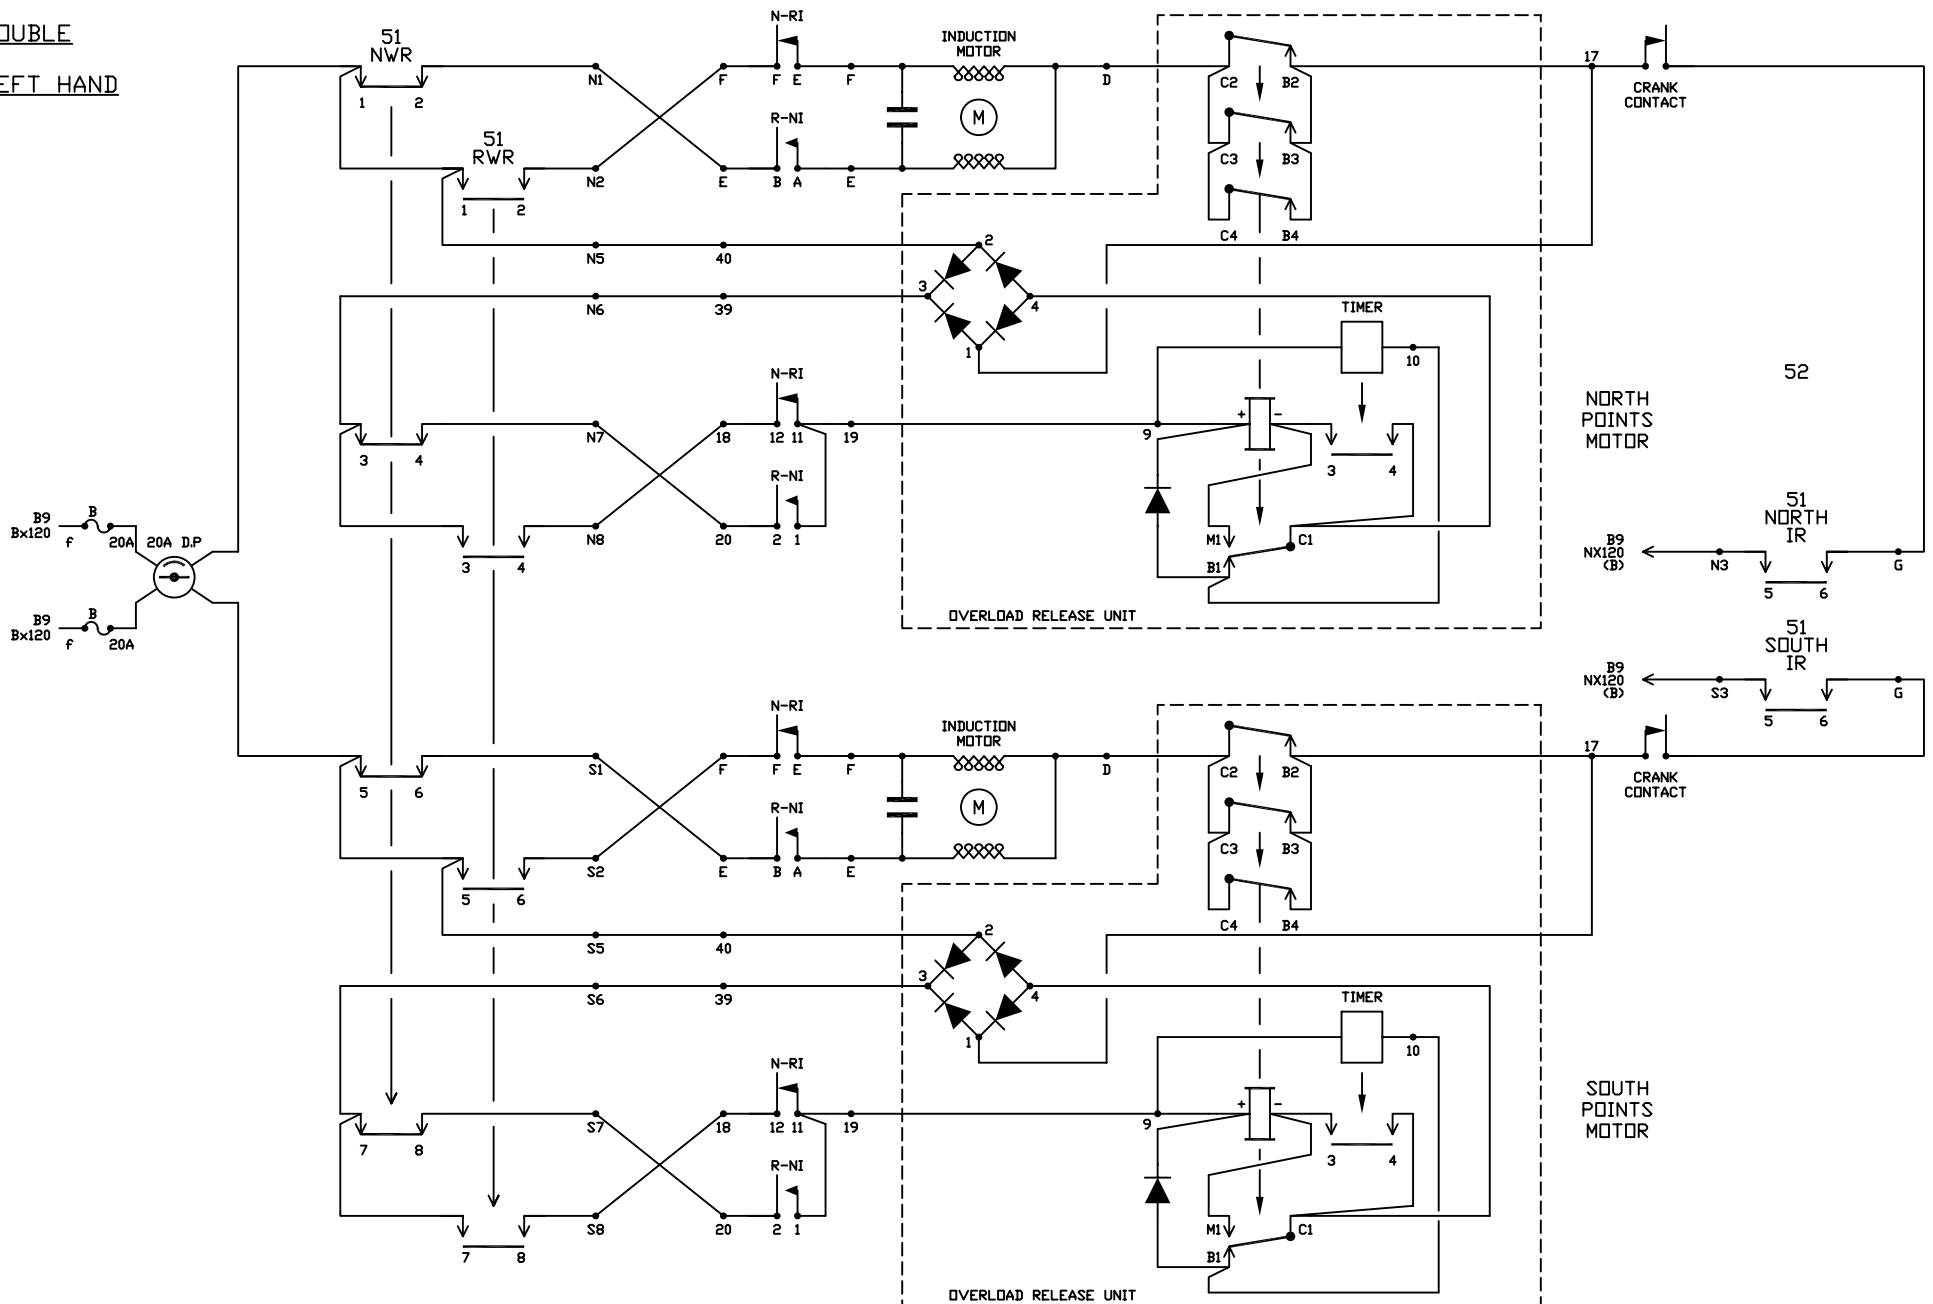 OUBLE
EFT HAND
51
NWR
1 2
51
RWR
1 2
N1
N2
F
E
N-RI
F E
R-NI
B A
F
E
INDUCTION
MOTOR
M
D
C2 B2
C3 B3
C4 B4
17
CRANK
CONTACT
N5
40
N6
39
2
3
4
1
TIMER
10
52
NORTH
POINTS
MOTOR
3 4
3 4
N7
N8
18
20
N-RI
12 11
R-NI
2 1
19
9
+ -
3 4
M1
C1
B1
OVERLOAD RELEASE UNIT
B9
Bx120
f
B
20A
20A D.P
B9
Bx120
f
B
20A
51
NORTH
IR
B9
NX120
(B)
N3
5 6
G
51
SOUTH
IR
B9
NX120
(B)
S3
5 6
G
5 6
5 6
S1
S2
F
E
N-RI
F E
R-NI
B A
F
E
INDUCTION
MOTOR
M
D
C2 B2
C3 B3
C4 B4
17
CRANK
CONTACT
S5
40
S6
39
2
3
4
1
TIMER
10
SOUTH
POINTS
MOTOR
7 8
7 8
S7
S8
18
20
N-RI
12 11
R-NI
2 1
19
9
+ -
3 4
M1
C1
B1
OVERLOAD RELEASE UNIT